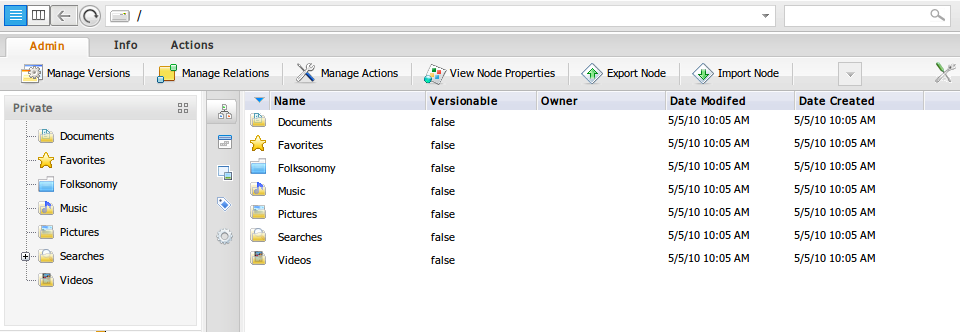 /
Admin Info Actions
Manage Versions Manage Relations Manage Actions View Node Properties Export Node Import Node
Private
Documents
Favorites
Folksonomy
Music
Pictures
Searches
Videos
Name Versionable Owner Date Modifed Date Created
Documents false 5/5/10 10:05 AM 5/5/10 10:05 AM
Favorites false 5/5/10 10:05 AM 5/5/10 10:05 AM
Folksonomy false 5/5/10 10:05 AM 5/5/10 10:05 AM
Music false 5/5/10 10:05 AM 5/5/10 10:05 AM
Pictures false 5/5/10 10:05 AM 5/5/10 10:05 AM
Searches false 5/5/10 10:05 AM 5/5/10 10:05 AM
Videos false 5/5/10 10:05 AM 5/5/10 10:05 AM